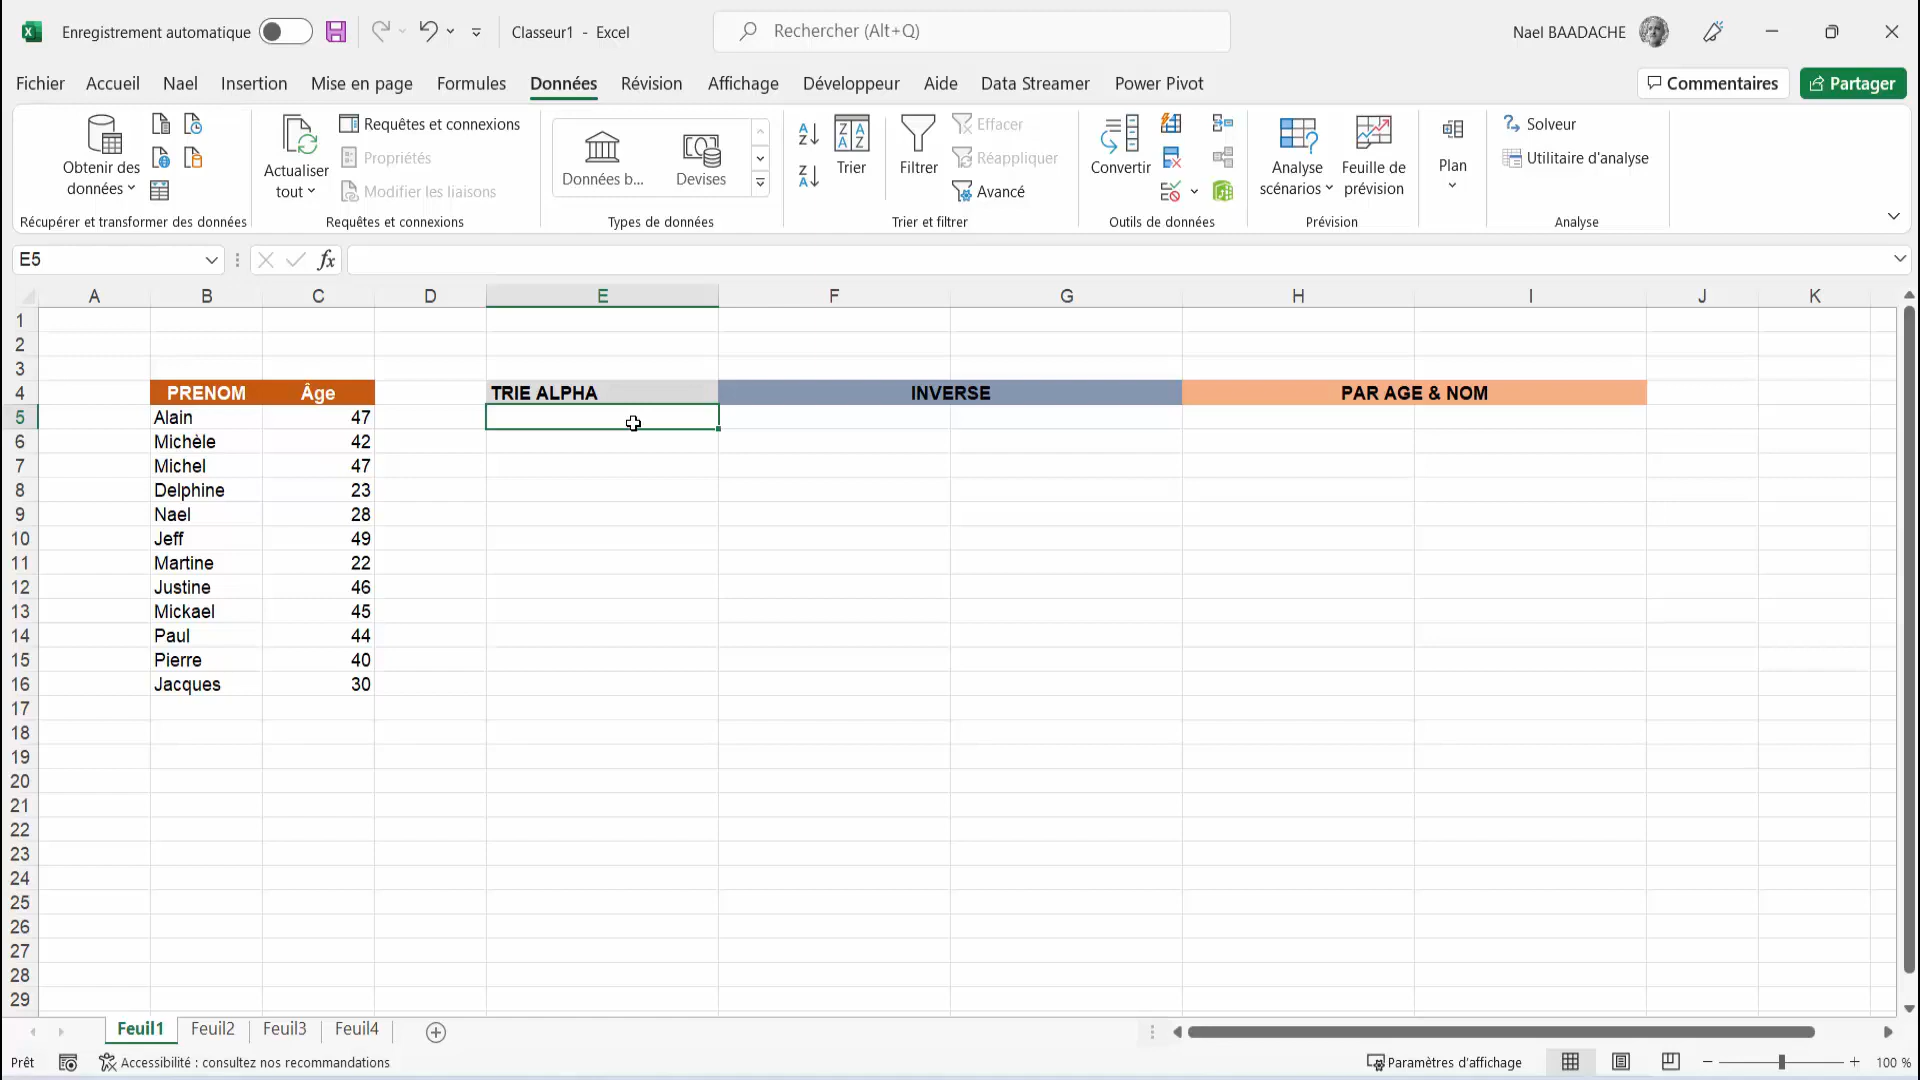 Enregistrement automatique
Classeur1 - Excel
Rechercher (Alt+Q)
Nael BAADACHE
Fichier Accueil Nael Insertion Mise en page Formules Données Révision Affichage Développeur Aide Data Streamer Power Pivot
Commentaires
Partager
Obtenir des données
Récupérer et transformer des données
Actualiser tout
Requêtes et connexions
Propriétés
Modifier les liaisons
Requêtes et connexions
Données b...
Devises
Types de données
Trier
Filtrer
Effacer
Réappliquer
Avancé
Trier et filtrer
Convertir
Outils de données
Analyse scénarios
Feuille de prévision
Prévision
Plan
Solveur
Utilitaire d'analyse
Analyse
E5
fx
A B C D E F G H I J K
1
2
3
4 PRENOM Âge TRIE ALPHA INVERSE PAR AGE & NOM
5 Alain 47
6 Michèle 42
7 Michel 47
8 Delphine 23
9 Nael 28
10 Jeff 49
11 Martine 22
12 Justine 46
13 Mickael 45
14 Paul 44
15 Pierre 40
16 Jacques 30
17
18
19
20
21
22
23
24
25
26
27
28
29
Feuil1 Feuil2 Feuil3 Feuil4
Prêt
Accessibilité : consultez nos recommandations
Paramètres d'affichage
100 %